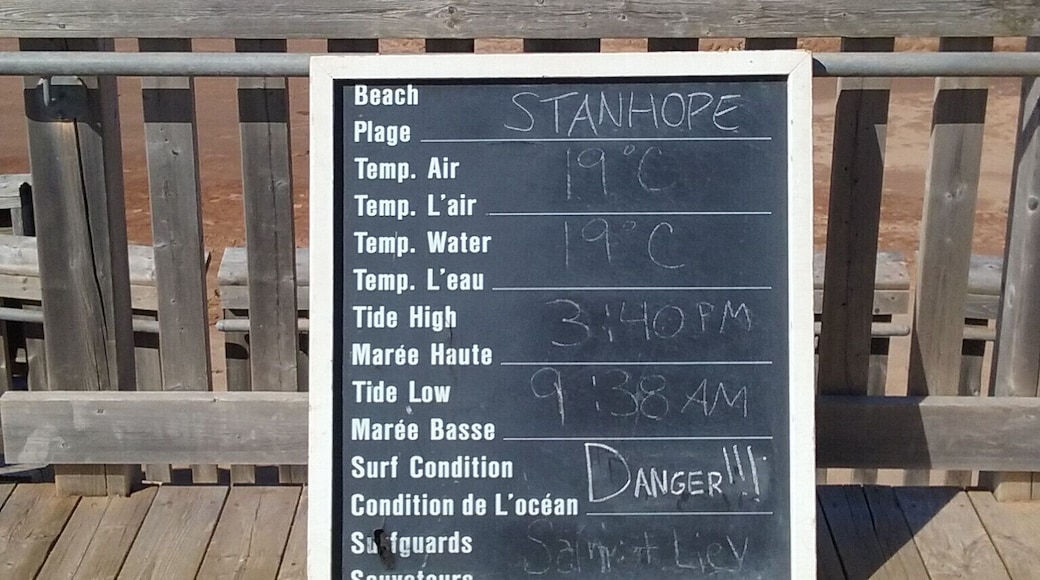 Beach
Plage STANHOPE
Temp. Air 19°C
Temp. L'air
Temp. Water 19°C
Temp. L'eau
Tide High 3:40 PM
Marée Haute
Tide Low 9:38 AM
Marée Basse
Surf Condition DANGER!!!
Condition de L'océan
Surfguards
Sauveteurs